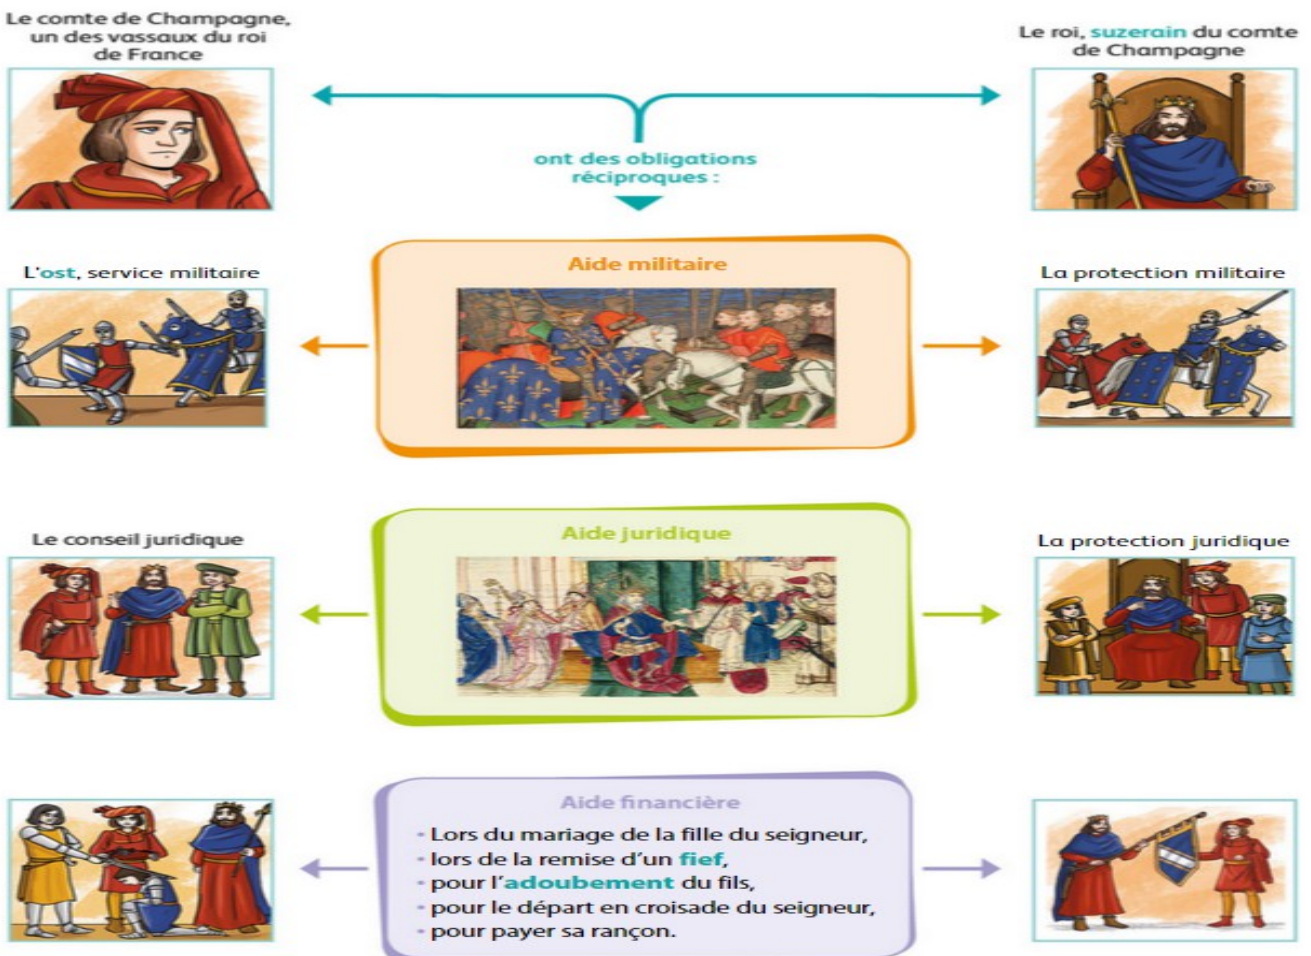 Le comte de Champagne,
un des vassaux du roi
de France
Le roi, suzerain du comte
de Champagne
ont des obligations
réciproques :
L'ost, service militaire
Aide militaire
La protection militaire
Le conseil juridique
Aide juridique
La protection juridique
Aide financière
• Lors du mariage de la fille du seigneur,
• lors de la remise d'un fief,
• pour l'adoubement du fils,
• pour le départ en croisade du seigneur,
• pour payer sa rançon.